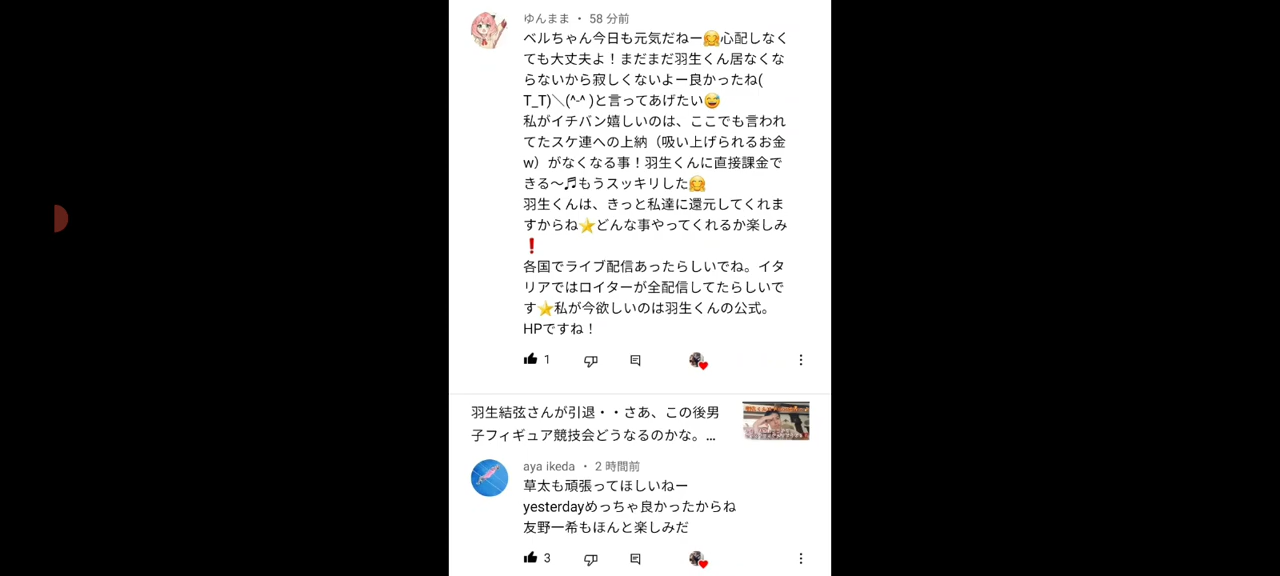 ゆんまま ・ 58 分前
ベルちゃん今日も元気だねー🤗心配しなく
ても大丈夫よ！まだまだ羽生くん居なくな
らないから寂しくないよー良かったね(
T_T)＼(^-^ )と言ってあげたい😅
私がイチバン嬉しいのは、ここでも言われ
てたスケ連への上納（吸い上げられるお金
w）がなくなる事！羽生くんに直接課金で
きる〜♬もうスッキリした🤗
羽生くんは、きっと私達に還元してくれま
すからね⭐どんな事やってくれるか楽しみ
❗
各国でライブ配信あったらしいでね。イタ
リアではロイターが全配信してたらしいで
す⭐私が今欲しいのは羽生くんの公式。
HPですね！
1
羽生結弦さんが引退・・さあ、この後男
子フィギュア競技会どうなるのかな。...
aya ikeda ・ 2 時間前
草太も頑張ってほしいねー
yesterdayめっちゃ良かったからね
友野一希もほんと楽しみだ
3